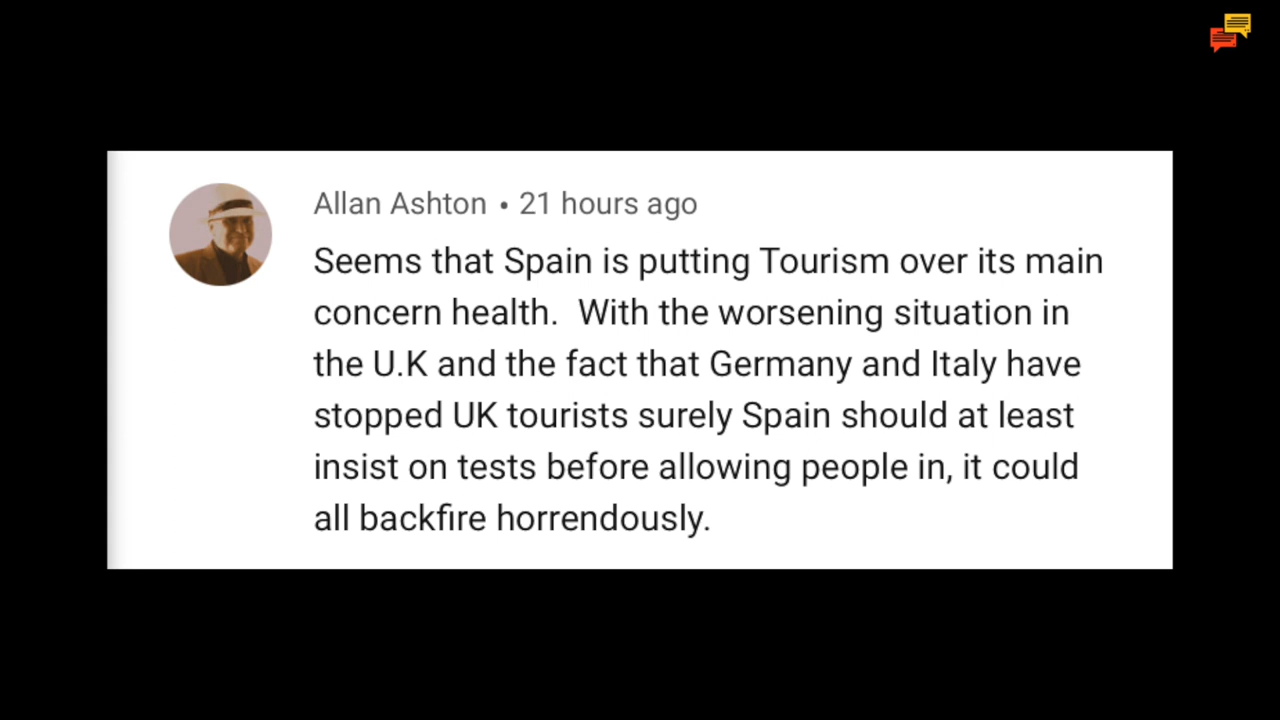 Allan Ashton • 21 hours ago
Seems that Spain is putting Tourism over its main
concern health.  With the worsening situation in
the U.K and the fact that Germany and Italy have
stopped UK tourists surely Spain should at least
insist on tests before allowing people in, it could
all backfire horrendously.